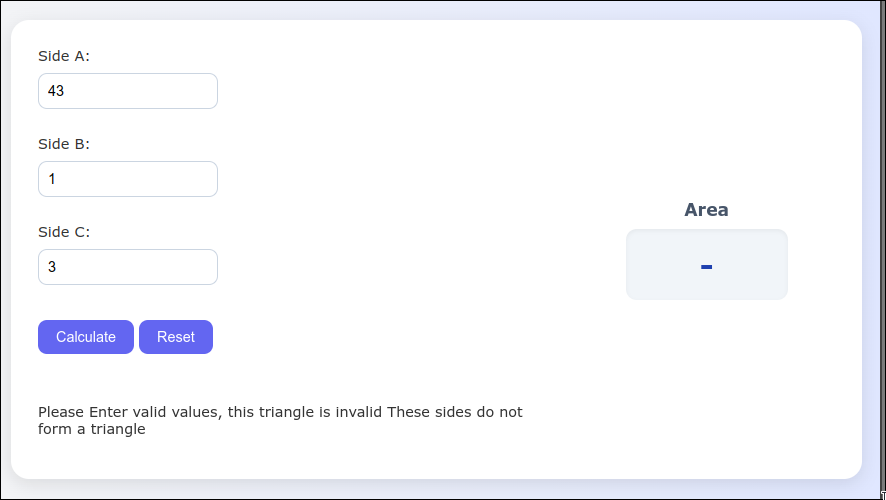 Side A:
43
Side B:
1
Side C:
3
Calculate Reset
Area
-
Please Enter valid values, this triangle is invalid These sides do not
form a triangle